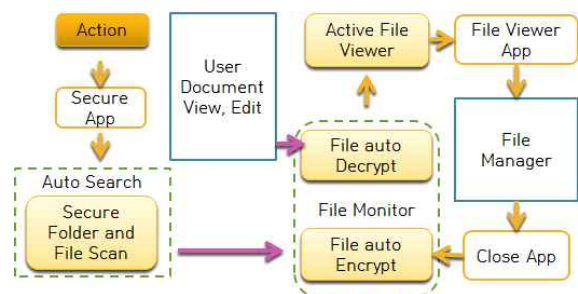 Action
Secure
App
Auto Search
Secure
Folder and
File Scan
User
Document
View, Edit
Active File
Viewer
File auto
Decrypt
File Monitor
File auto
Encrypt
File Viewer
App
File
Manager
Close App